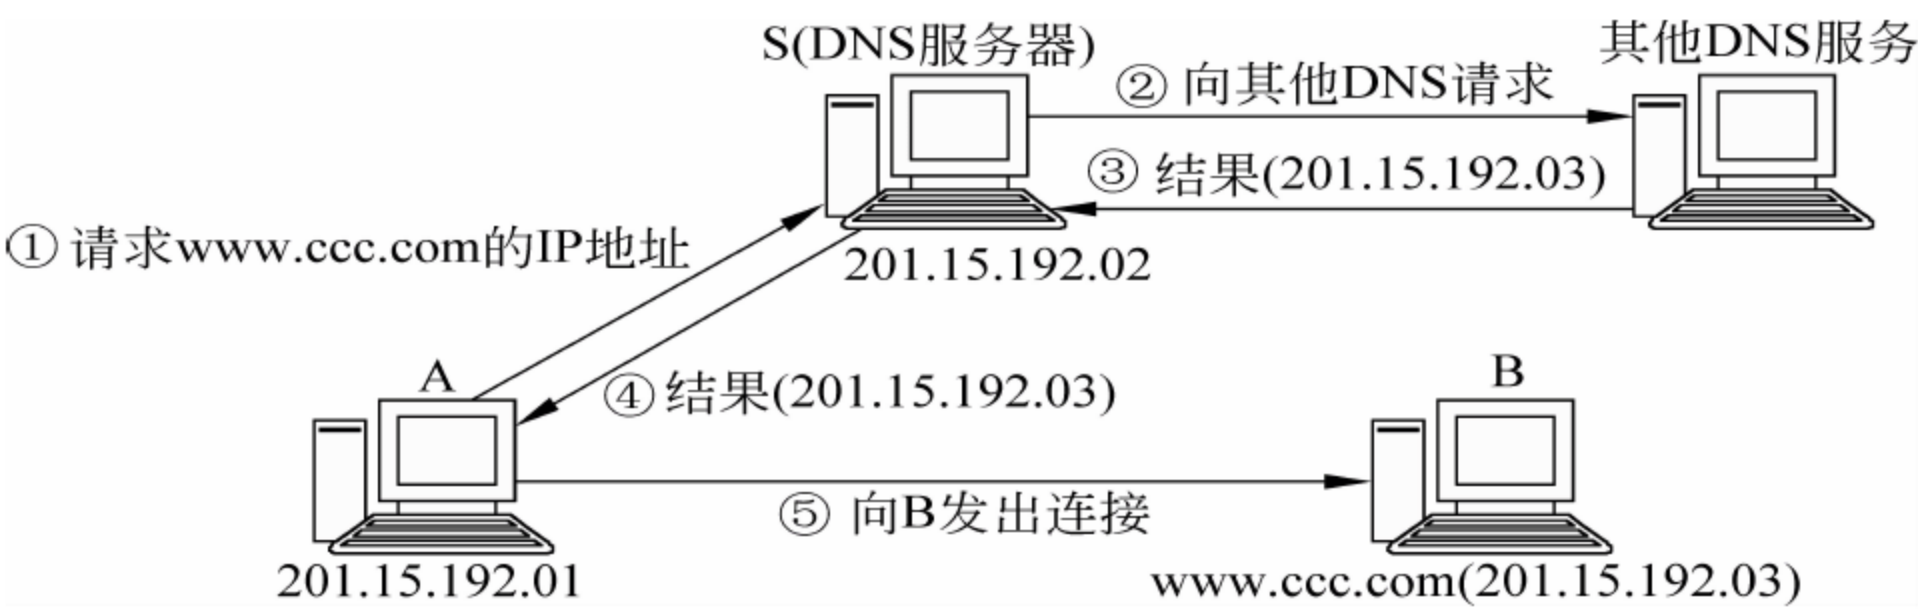 S(DNS服务器)
其他DNS服务
② 向其他DNS请求
③ 结果(201.15.192.03)
① 请求www.ccc.com的IP地址
201.15.192.02
A
④ 结果(201.15.192.03)
B
⑤ 向B发出连接
201.15.192.01
www.ccc.com(201.15.192.03)